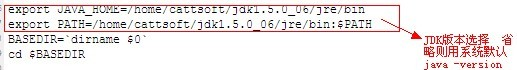 export JAVA_HOME=/home/cattsoft/jdk1.5.0_06/jre/bin
export PATH=/home/cattsoft/jdk1.5.0_06/jre/bin:$PATH
BASEDIR=`dirname $0`
cd $BASEDIR
JDK版本选择 省
略则用系统默认
java -version